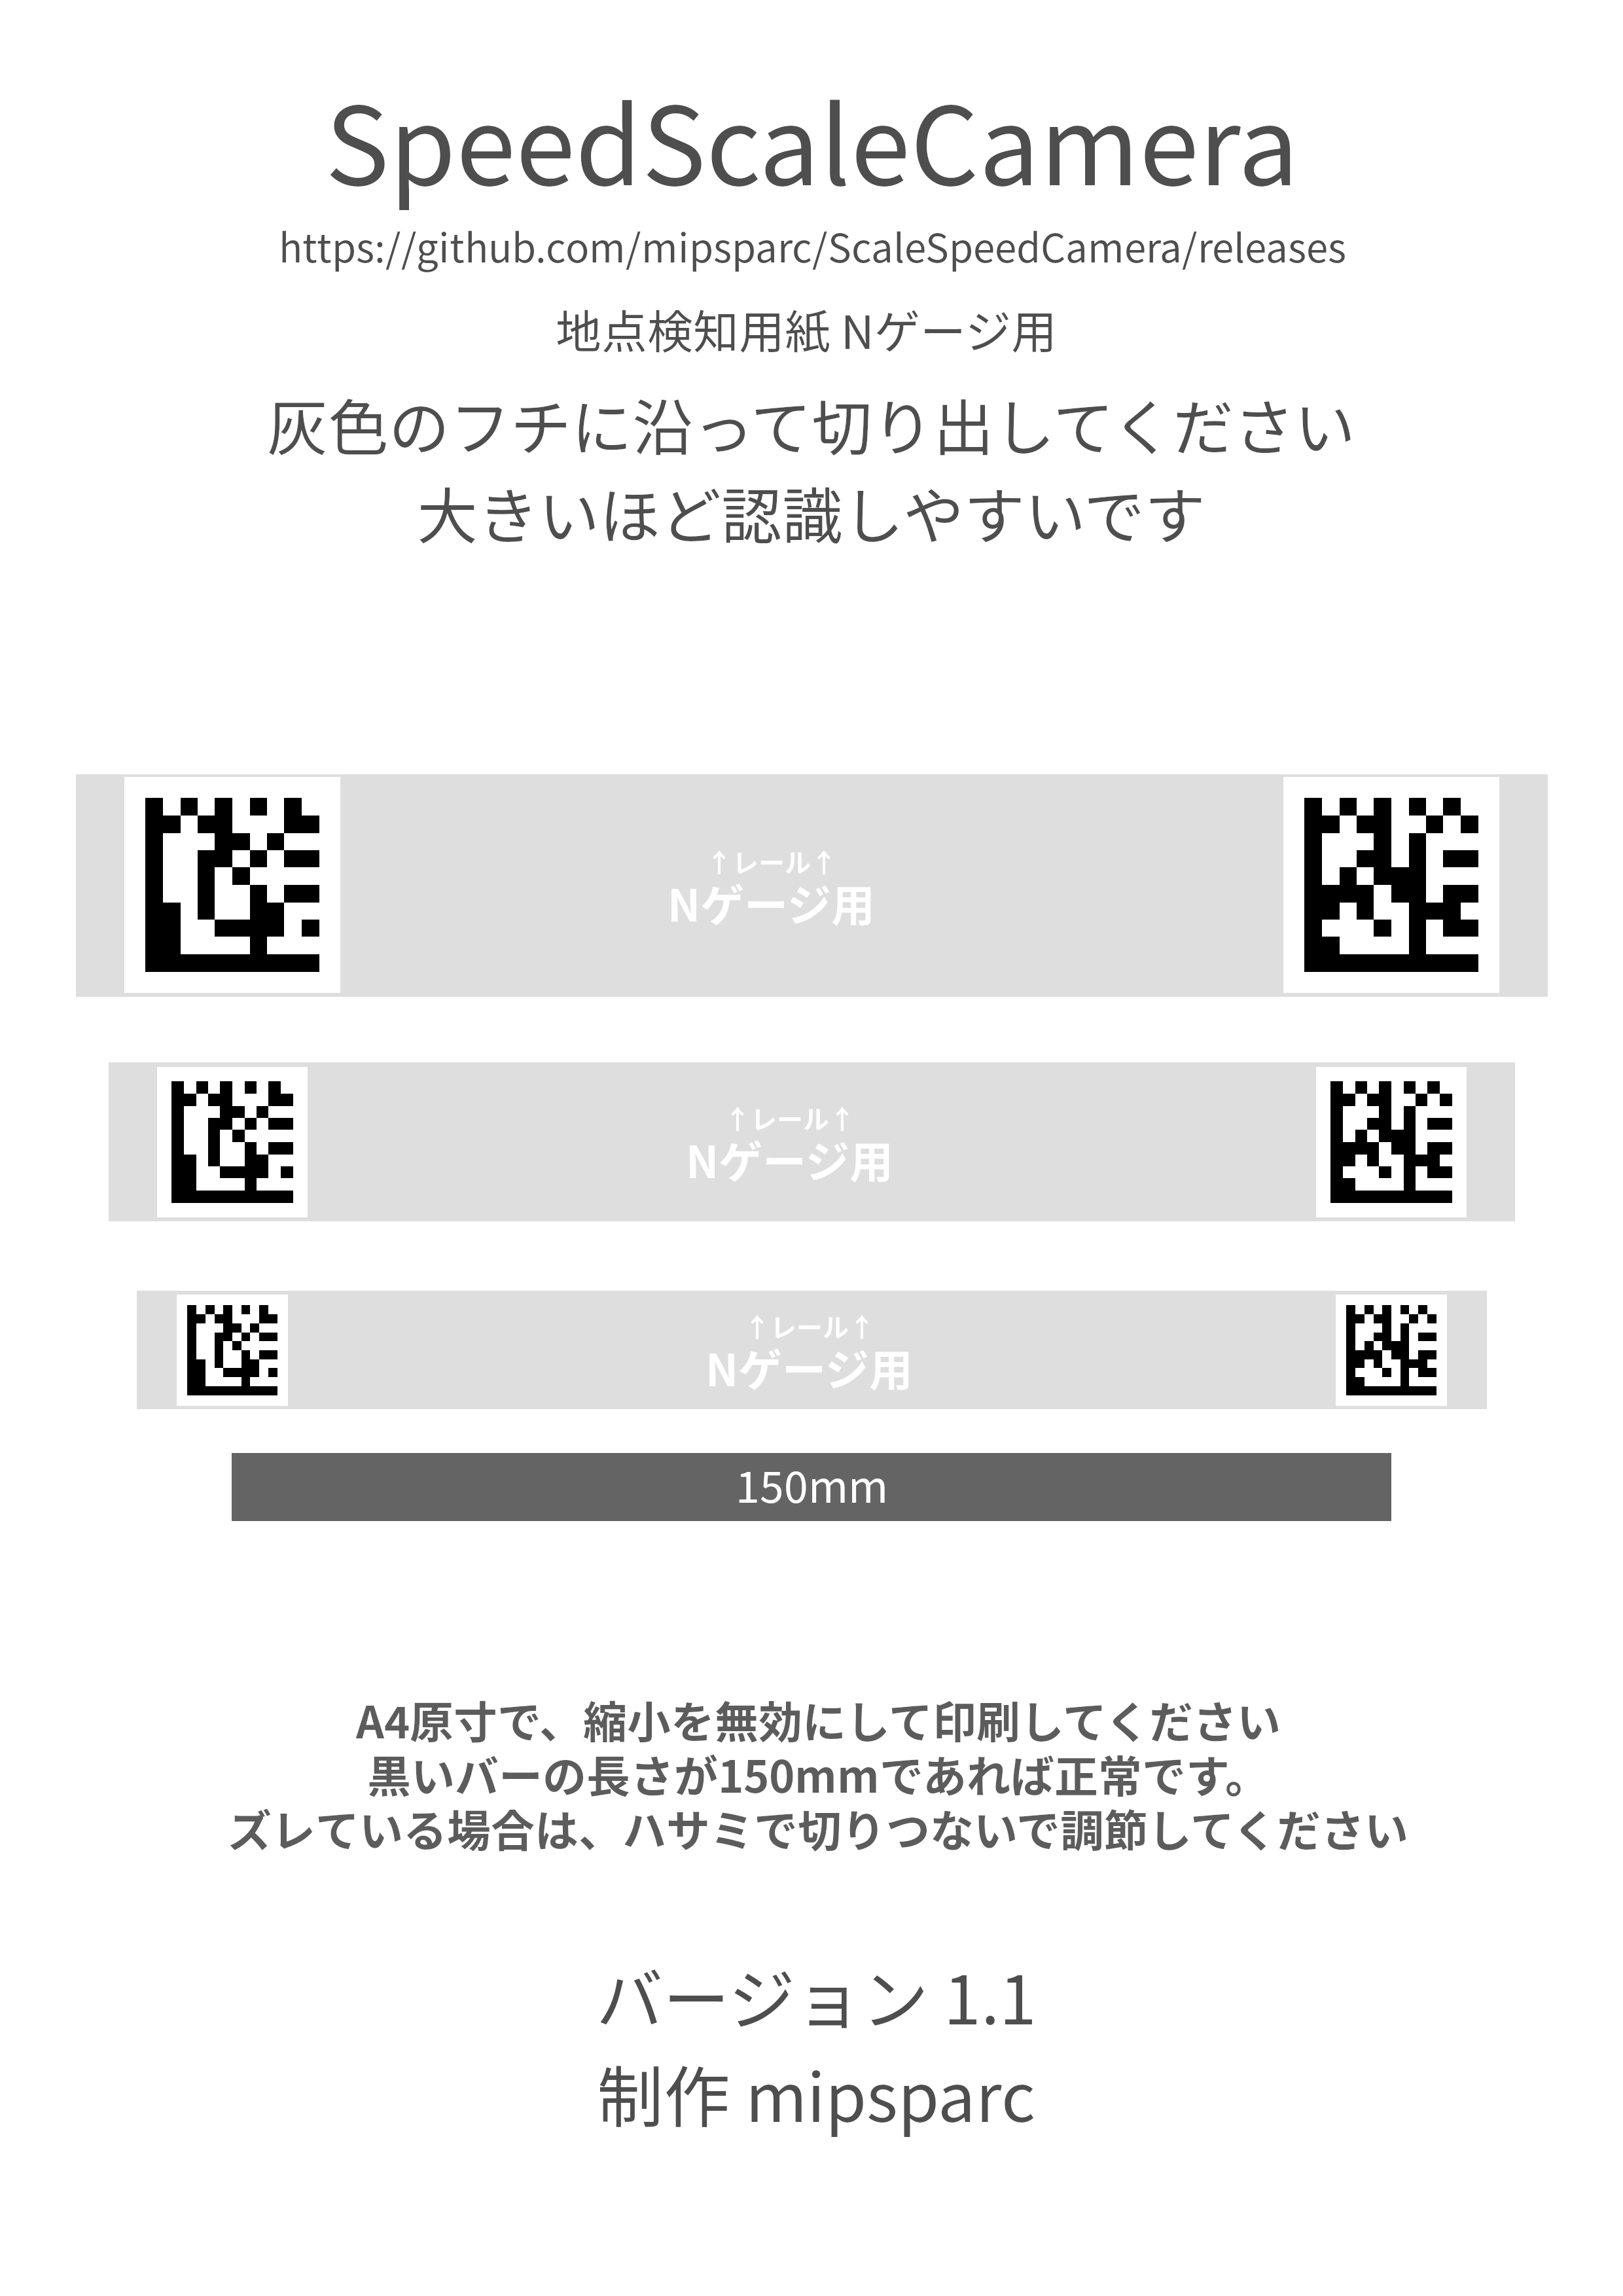 SpeedScaleCamera
https://github.com/mipsparc/ScaleSpeedCamera/releases
地点検知用紙 Nゲージ用
灰色のフチに沿って切り出してください
大きいほど認識しやすいです
↑レール↑
Nゲージ用
↑レール↑
Nゲージ用
↑レール↑
Nゲージ用
150mm
A4原寸で、縮小を無効にして印刷してください
黒いバーの長さが150mmであれば正常です。
ズレている場合は、ハサミで切りつないで調節してください
バージョン 1.1
制作 mipsparc